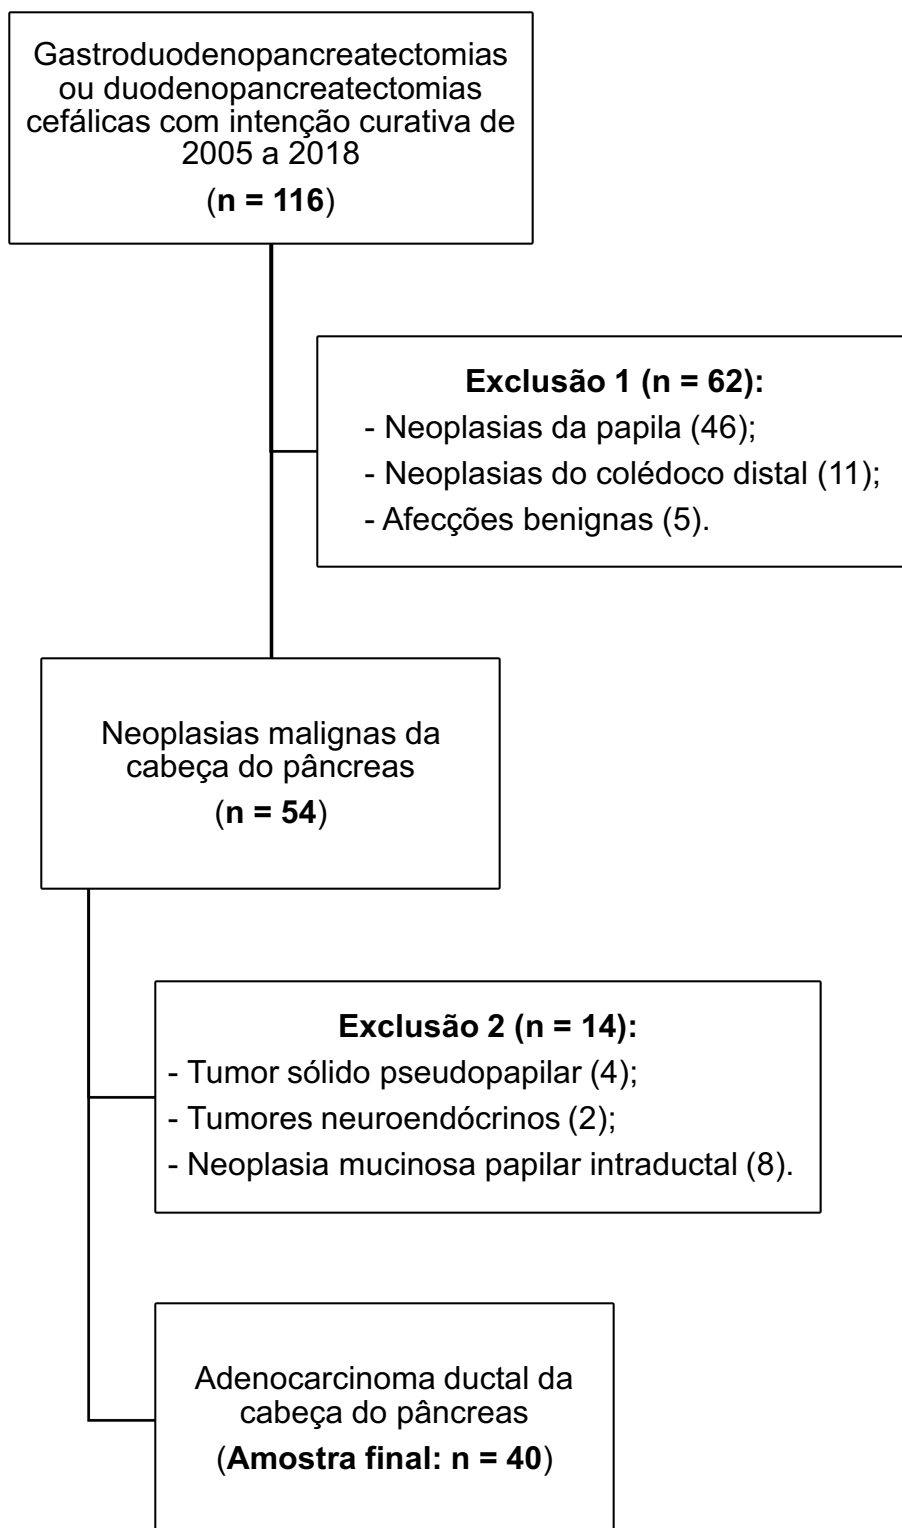 Gastroduodenopancreatectomias
ou duodenopancreatectomias
cefálicas com intenção curativa de
2005 a 2018
(n = 116)
Exclusão 1 (n = 62):
- Neoplasias da papila (46);
- Neoplasias do colédoco distal (11);
- Afecções benignas (5).
Neoplasias malignas da
cabeça do pâncreas
(n = 54)
Exclusão 2 (n = 14):
- Tumor sólido pseudopapilar (4);
- Tumores neuroendócrinos (2);
- Neoplasia mucinosa papilar intraductal (8).
Adenocarcinoma ductal da
cabeça do pâncreas
(Amostra final: n = 40)